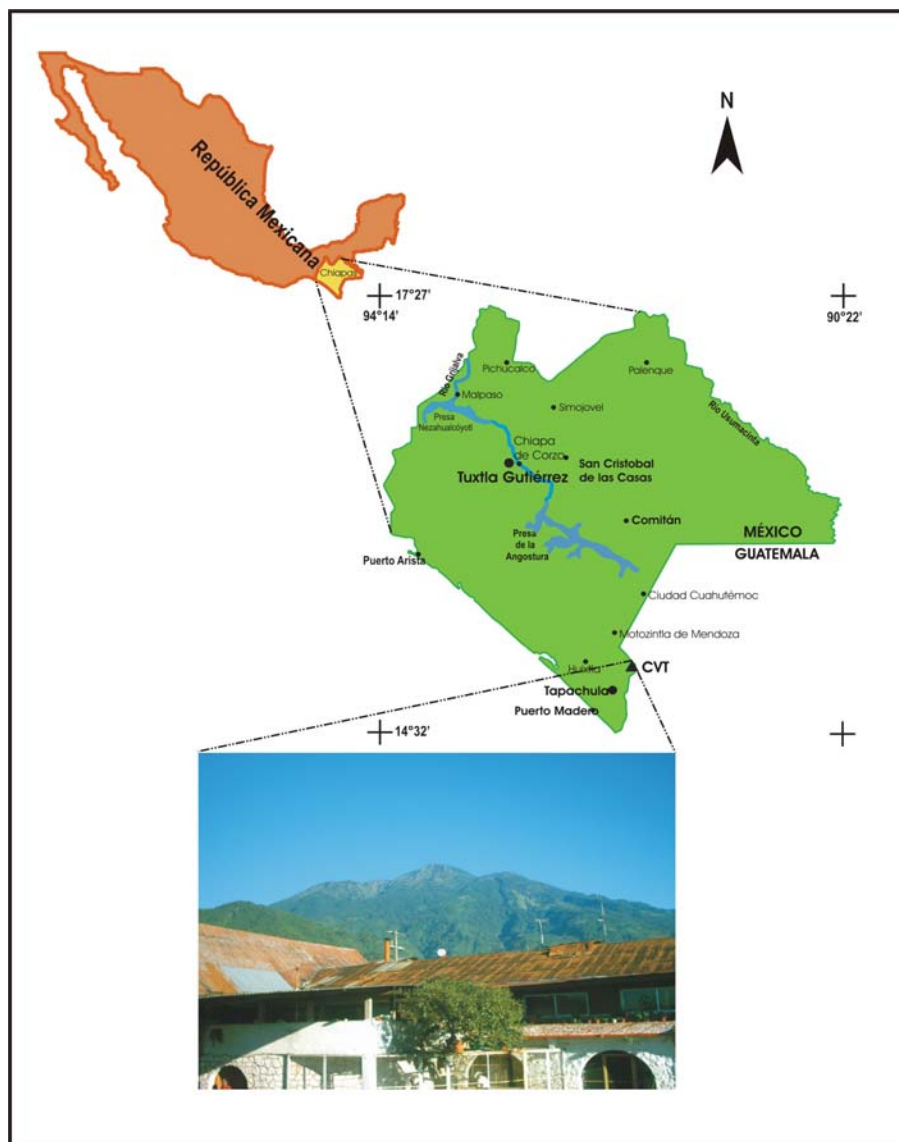 República Mexicana
Chiapas
N
17°27'
94°14'
90°22'
Río Grijalva
Pichucalco
Palenque
Malpaso
Presa
Nezahualcóyotl
Simojovel
Río Usumacinta
Chiapa
de Corzo
Tuxtla Gutiérrez
San Cristobal
de las Casas
Comitán
Presa
de la
Angostura
MÉXICO
GUATEMALA
Puerto Arista
Ciudad Cuahutémoc
Motozintla de Mendoza
Huixtla
CVT
Tapachula
Puerto Madero
14°32'